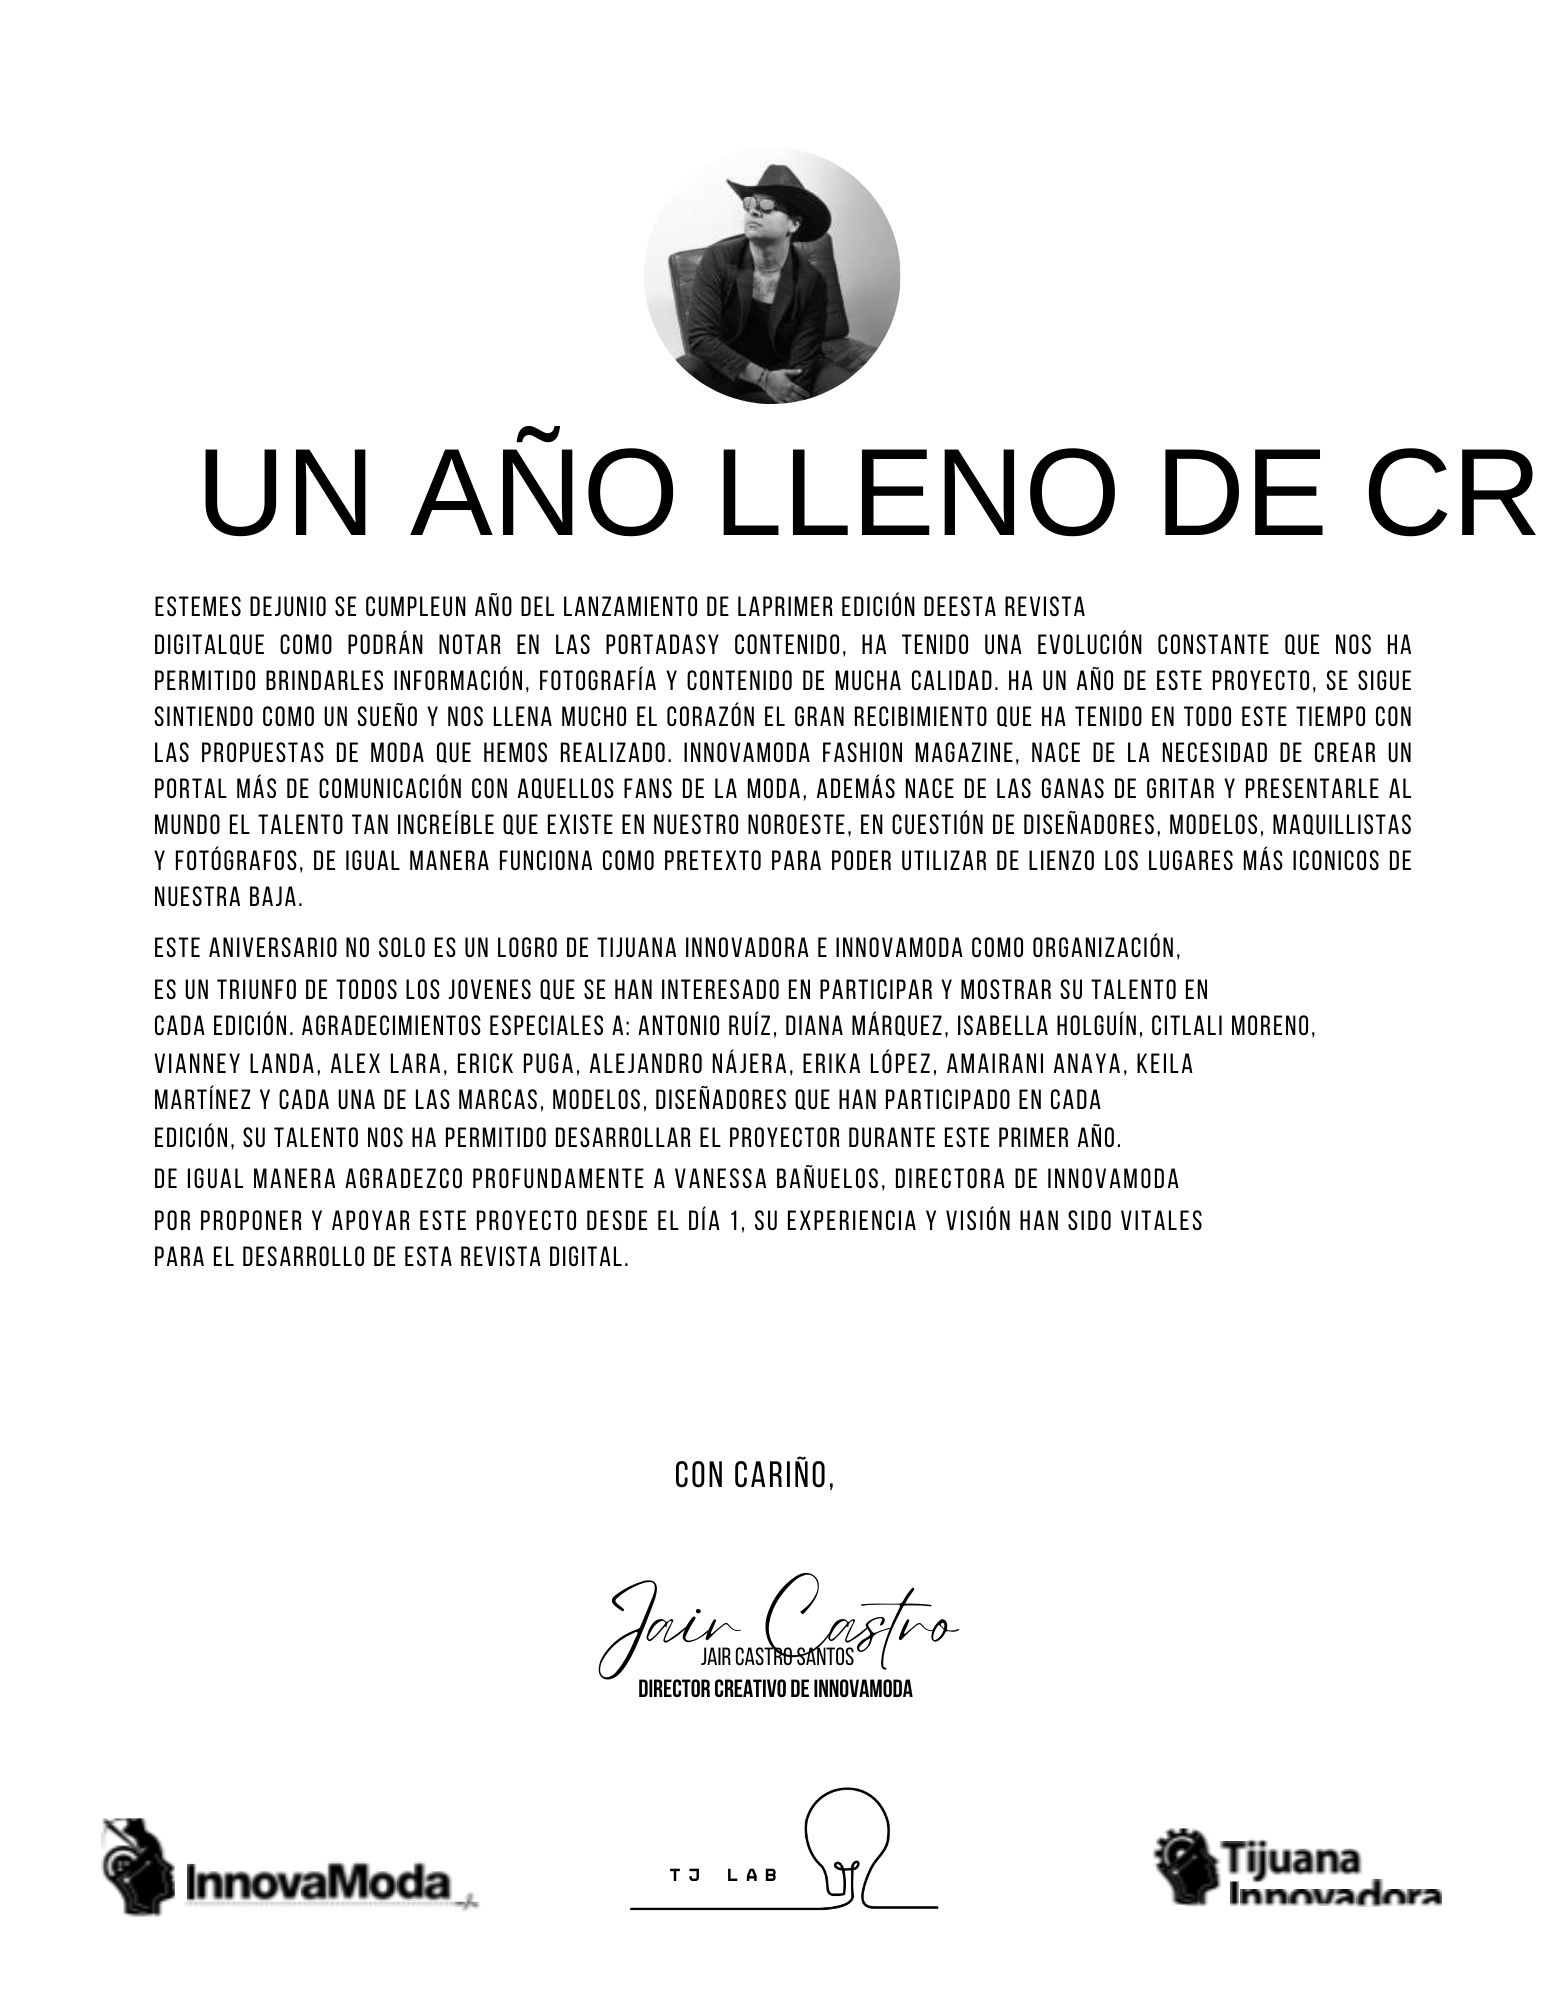 UN AÑO LLENO DE CR
ESTEMES DEJUNIO SE CUMPLEUN AÑO DEL LANZAMIENTO DE LAPRIMER EDICIÓN DEESTA REVISTA
DIGITALQUE COMO PODRÁN NOTAR EN LAS PORTADASY CONTENIDO, HA TENIDO UNA EVOLUCIÓN CONSTANTE QUE NOS HA
PERMITIDO BRINDARLES INFORMACIÓN, FOTOGRAFÍA Y CONTENIDO DE MUCHA CALIDAD. HA UN AÑO DE ESTE PROYECTO, SE SIGUE
SINTIENDO COMO UN SUEÑO Y NOS LLENA MUCHO EL CORAZÓN EL GRAN RECIBIMIENTO QUE HA TENIDO EN TODO ESTE TIEMPO CON
LAS PROPUESTAS DE MODA QUE HEMOS REALIZADO. INNOVAMODA FASHION MAGAZINE, NACE DE LA NECESIDAD DE CREAR UN
PORTAL MÁS DE COMUNICACIÓN CON AQUELLOS FANS DE LA MODA, ADEMÁS NACE DE LAS GANAS DE GRITAR Y PRESENTARLE AL
MUNDO EL TALENTO TAN INCREÍBLE QUE EXISTE EN NUESTRO NOROESTE, EN CUESTIÓN DE DISEÑADORES, MODELOS, MAQUILLISTAS
Y FOTÓGRAFOS, DE IGUAL MANERA FUNCIONA COMO PRETEXTO PARA PODER UTILIZAR DE LIENZO LOS LUGARES MÁS ICONICOS DE
NUESTRA BAJA.
ESTE ANIVERSARIO NO SOLO ES UN LOGRO DE TIJUANA INNOVADORA E INNOVAMODA COMO ORGANIZACIÓN,
ES UN TRIUNFO DE TODOS LOS JOVENES QUE SE HAN INTERESADO EN PARTICIPAR Y MOSTRAR SU TALENTO EN
CADA EDICIÓN. AGRADECIMIENTOS ESPECIALES A: ANTONIO RUÍZ, DIANA MÁRQUEZ, ISABELLA HOLGUÍN, CITLALI MORENO,
VIANNEY LANDA, ALEX LARA, ERICK PUGA, ALEJANDRO NÁJERA, ERIKA LÓPEZ, AMAIRANI ANAYA, KEILA
MARTÍNEZ Y CADA UNA DE LAS MARCAS, MODELOS, DISEÑADORES QUE HAN PARTICIPADO EN CADA
EDICIÓN, SU TALENTO NOS HA PERMITIDO DESARROLLAR EL PROYECTOR DURANTE ESTE PRIMER AÑO.
DE IGUAL MANERA AGRADEZCO PROFUNDAMENTE A VANESSA BAÑUELOS, DIRECTORA DE INNOVAMODA
POR PROPONER Y APOYAR ESTE PROYECTO DESDE EL DÍA 1, SU EXPERIENCIA Y VISIÓN HAN SIDO VITALES
PARA EL DESARROLLO DE ESTA REVISTA DIGITAL.
CON CARIÑO,
Jair Castro
JAIR CASTRO SANTOS
DIRECTOR CREATIVO DE INNOVAMODA
InnovaModa
TJ LAB
Tijuana
Innovadora